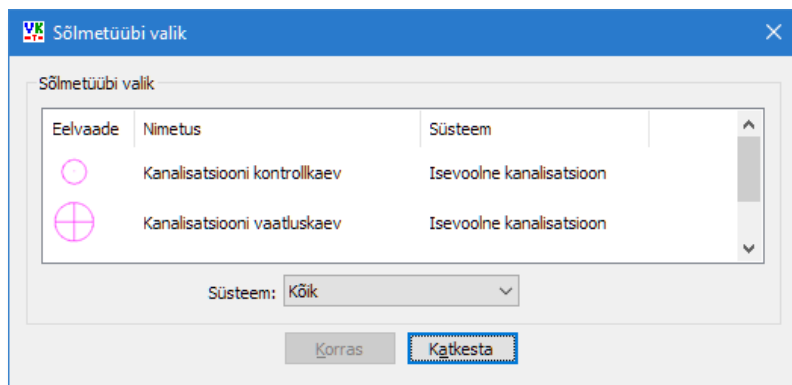 VK
-T-
Sõlmetüübi valik
Sõlmetüübi valik
Eelvaade Nimetus Süsteem
Kanalisatsiooni kontrollkaev Isevoolne kanalisatsioon
Kanalisatsiooni vaatluskaev Isevoolne kanalisatsioon
Süsteem: Kõik
Korras Katkesta